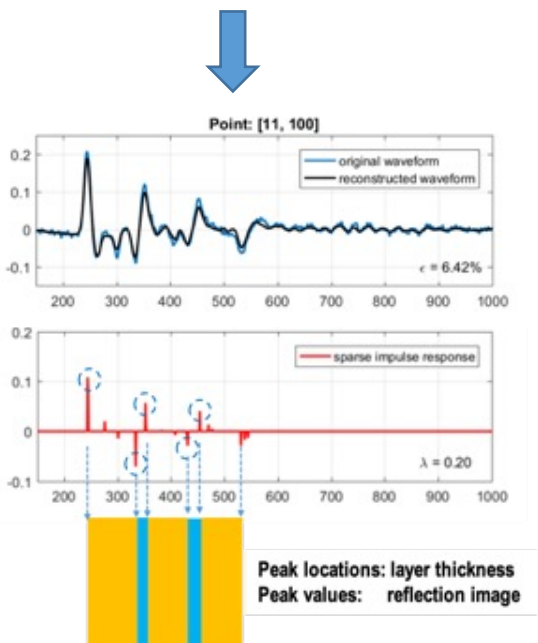 Point: [11, 100]
original waveform
reconstructed waveform
0.2
0.1
0
-0.1
ϵ = 6.42%
200 300 400 500 600 700 800 900 1000
0.2
sparse impulse response
0.1
0
-0.1
λ = 0.20
200 300 400 500 600 700 800 900 1000
Peak locations: layer thickness
Peak values: reflection image